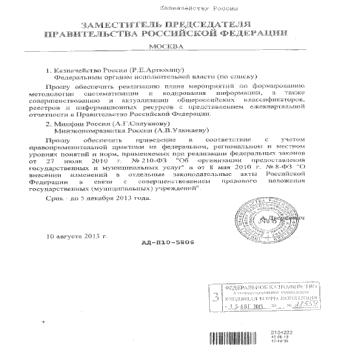 Казначейство России
ЗАМЕСТИТЕЛЬ ПРЕДСЕДАТЕЛЯ
ПРАВИТЕЛЬСТВА РОССИЙСКОЙ ФЕДЕРАЦИИ
МОСКВА
1. Казначейство России (Р.Е.Артюхину)
Федеральным органам исполнительной власти (по списку)
Прошу обеспечить реализацию плана мероприятий по формированию
методологии систематизации и кодирования информации, а также
совершенствованию и актуализации общероссийских классификаторов,
реестров и информационных ресурсов с представлением ежеквартальной
отчетности в Правительство Российской Федерации.
2. Минфин России (А.Г.Силуанову)
Минэкономразвития России (А.В.Улюкаеву)
Прошу обеспечить приведение в соответствие с учетом
правоприменительной практики на федеральном, региональном и местном
уровнях понятий и норм, применяемых при реализации федеральных законов
от 27 июля 2010 г. № 210-ФЗ "Об организации предоставления
государственных и муниципальных услуг" и от 8 мая 2010 г. № 83-ФЗ "О
внесении изменений в отдельные законодательные акты Российской
Федерации в связи с совершенствованием правового положения
государственных (муниципальных) учреждений"
Срок - до 5 декабря 2013 года.
10 августа 2013 г.
АД-П10-5806
ФЕДЕРАЛЬНОЕ КАЗНАЧЕЙСТВО
3